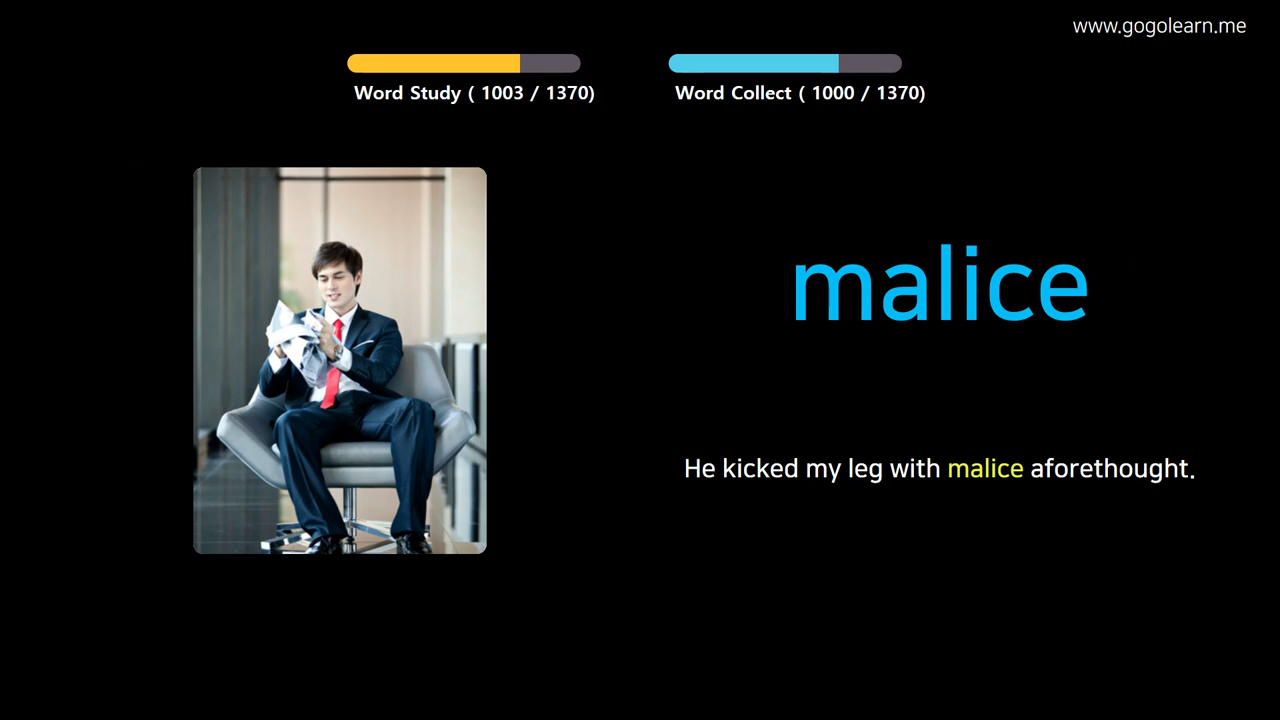 www.gogolearn.me
Word Study ( 1003 / 1370)
Word Collect ( 1000 / 1370)
malice
He kicked my leg with malice aforethought.